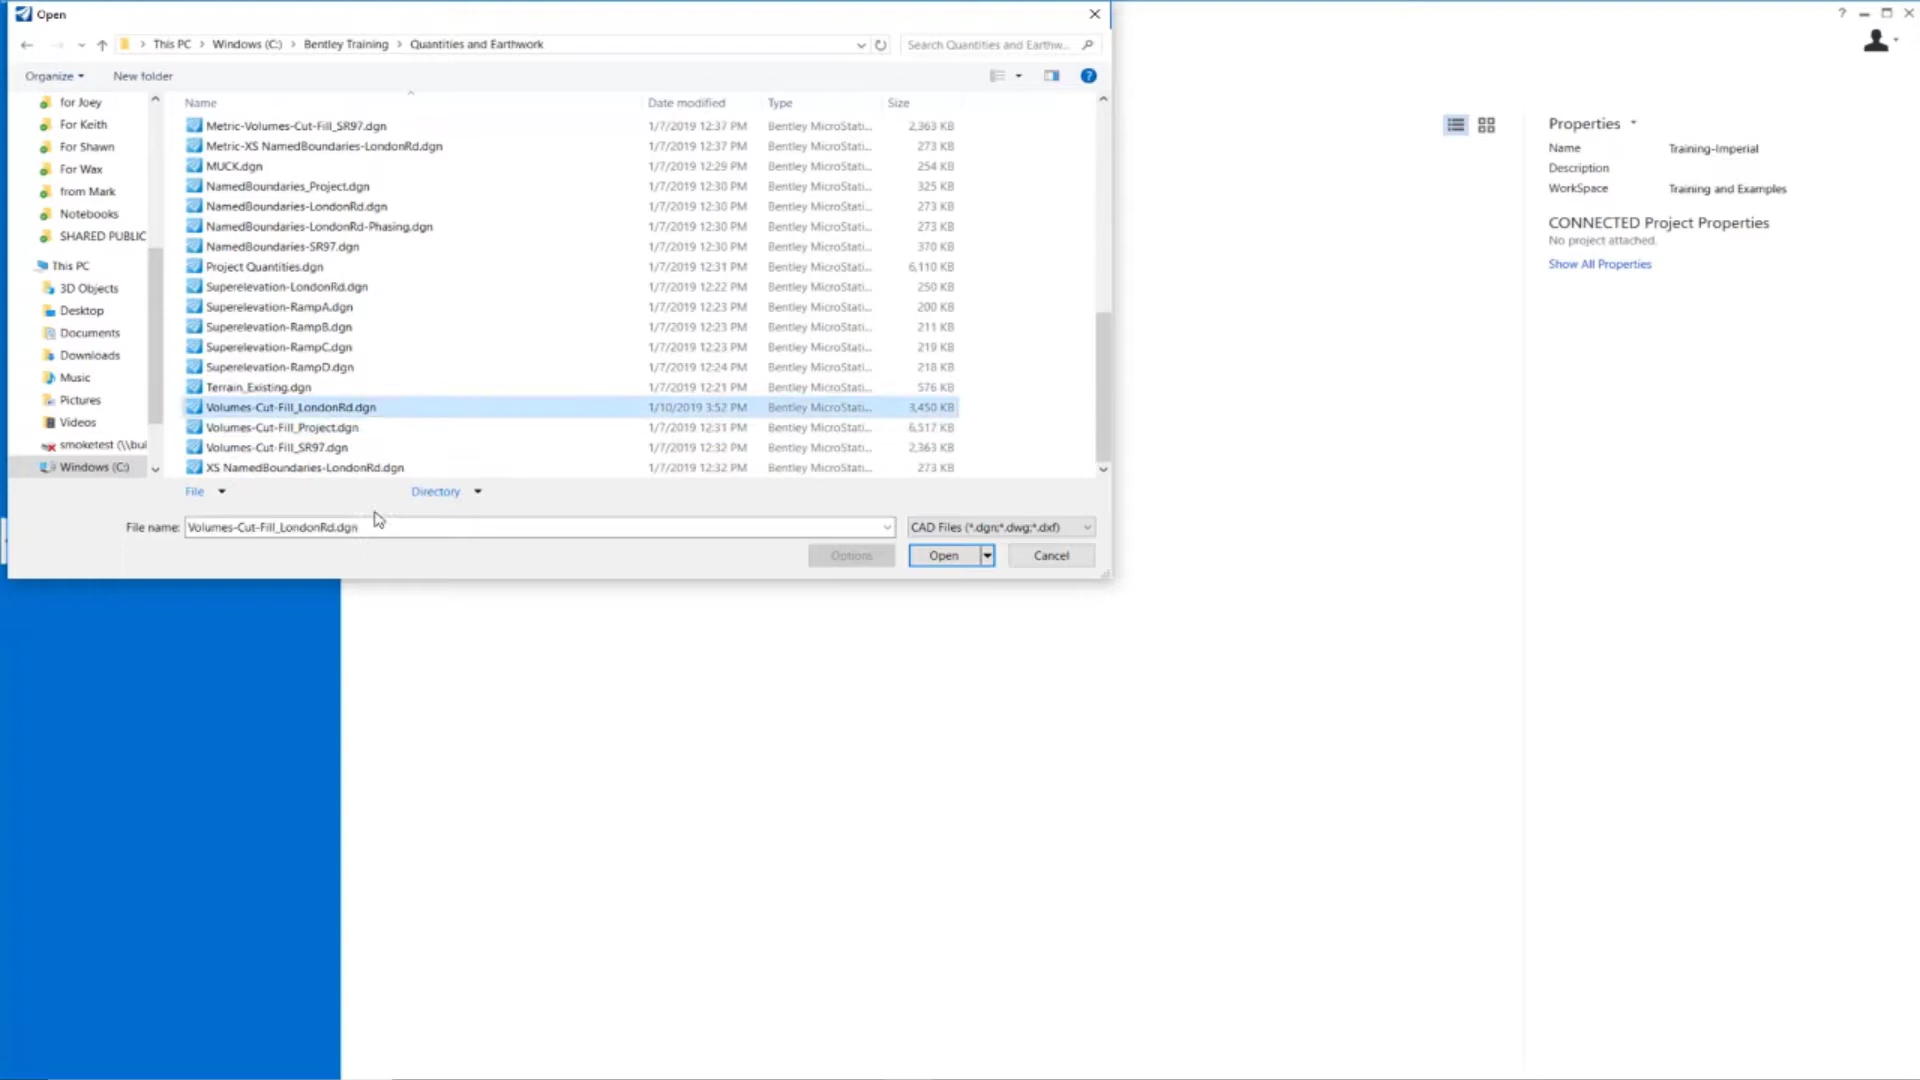 Open
This PC > Windows (C:) > Bentley Training > Quantities and Earthwork
Search Quantities and Earthw...
Organize
New folder
for Joey
For Keith
For Shawn
For Wax
from Mark
Notebooks
SHARED PUBLIC
This PC
3D Objects
Desktop
Documents
Downloads
Music
Pictures
Videos
smoketest (\\bui
Windows (C:)
Name Date modified Type Size
Metric-Volumes-Cut-Fill_SR97.dgn 1/7/2019 12:37 PM Bentley MicroStati... 2,363 KB
Metric-XS NamedBoundaries-LondonRd.dgn 1/7/2019 12:37 PM Bentley MicroStati... 273 KB
MUCK.dgn 1/7/2019 12:29 PM Bentley MicroStati... 254 KB
NamedBoundaries_Project.dgn 1/7/2019 12:30 PM Bentley MicroStati... 325 KB
NamedBoundaries-LondonRd.dgn 1/7/2019 12:30 PM Bentley MicroStati... 273 KB
NamedBoundaries-LondonRd-Phasing.dgn 1/7/2019 12:30 PM Bentley MicroStati... 273 KB
NamedBoundaries-SR97.dgn 1/7/2019 12:30 PM Bentley MicroStati... 370 KB
Project Quantities.dgn 1/7/2019 12:31 PM Bentley MicroStati... 6,110 KB
Superelevation-LondonRd.dgn 1/7/2019 12:22 PM Bentley MicroStati... 250 KB
Superelevation-RampA.dgn 1/7/2019 12:23 PM Bentley MicroStati... 200 KB
Superelevation-RampB.dgn 1/7/2019 12:23 PM Bentley MicroStati... 211 KB
Superelevation-RampC.dgn 1/7/2019 12:23 PM Bentley MicroStati... 219 KB
Superelevation-RampD.dgn 1/7/2019 12:24 PM Bentley MicroStati... 218 KB
Terrain_Existing.dgn 1/7/2019 12:21 PM Bentley MicroStati... 576 KB
Volumes-Cut-Fill_LondonRd.dgn 1/10/2019 3:52 PM Bentley MicroStati... 3,450 KB
Volumes-Cut-Fill_Project.dgn 1/7/2019 12:31 PM Bentley MicroStati... 6,517 KB
Volumes-Cut-Fill_SR97.dgn 1/7/2019 12:32 PM Bentley MicroStati... 2,363 KB
XS NamedBoundaries-LondonRd.dgn 1/7/2019 12:32 PM Bentley MicroStati... 273 KB
File Directory
File name: Volumes-Cut-Fill_LondonRd.dgn
CAD Files (*.dgn;*.dwg;*.dxf)
Options Open Cancel
Properties
Name Training-Imperial
Description
WorkSpace Training and Examples
CONNECTED Project Properties
No project attached.
Show All Properties